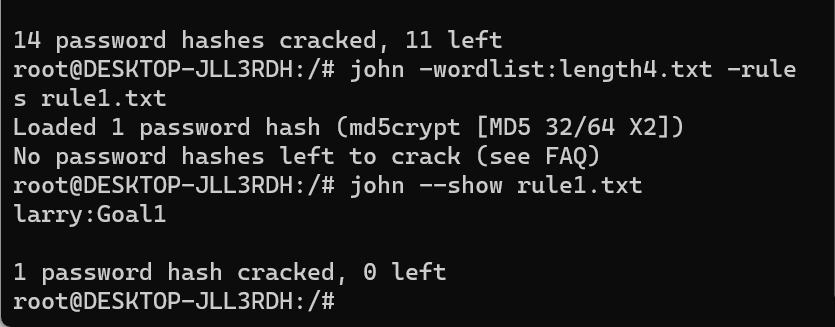 14 password hashes cracked, 11 left
root@DESKTOP-JLL3RDH:/# john -wordlist:length4.txt -rule
s rule1.txt
Loaded 1 password hash (md5crypt [MD5 32/64 X2])
No password hashes left to crack (see FAQ)
root@DESKTOP-JLL3RDH:/# john --show rule1.txt
larry:Goal1
1 password hash cracked, 0 left
root@DESKTOP-JLL3RDH:/#